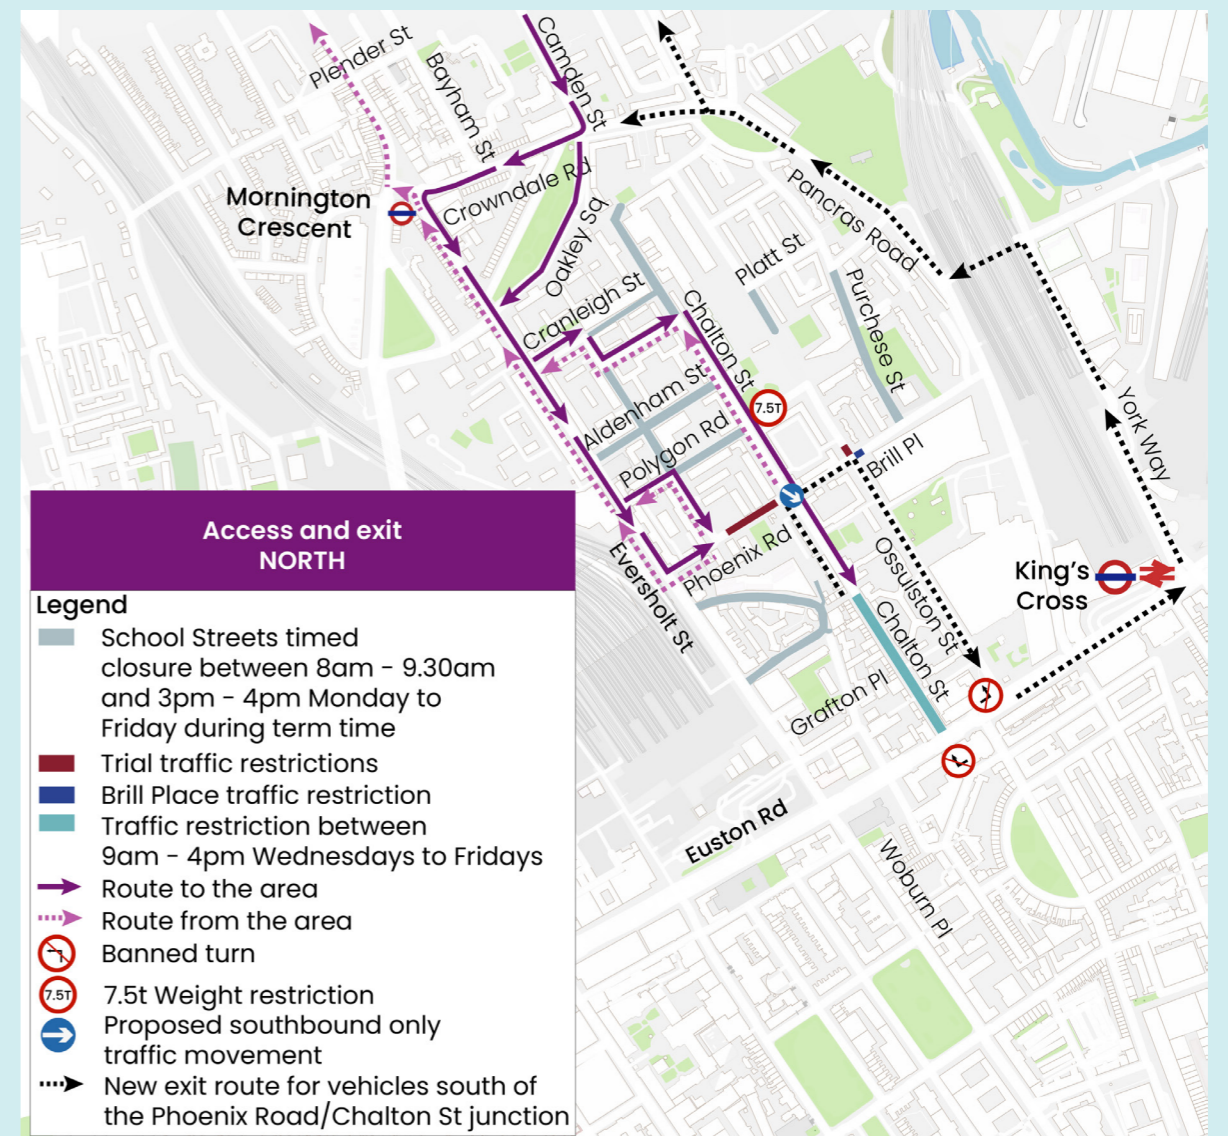 Plender St
Bayham St
Camden St
Mornington
Crescent
Crowndale Rd
Oakley Sq
Pancras Road
Platt St
Cranleigh St
Chalton St
Purchese St
Aldenham St
7.5T
Polygon Rd
Brill Pl
York Way
Phoenix Rd
Eversholt St
Ossulston St
King's
Cross
Chalton St
Grafton Pl
Euston Rd
Woburn Pl
Access and exit
NORTH
Legend
School Streets timed
closure between 8am - 9.30am
and 3pm - 4pm Monday to
Friday during term time
Trial traffic restrictions
Brill Place traffic restriction
Traffic restriction between
9am - 4pm Wednesdays to Fridays
Route to the area
Route from the area
Banned turn
7.5T
7.5t Weight restriction
Proposed southbound only
traffic movement
New exit route for vehicles south of
the Phoenix Road/Chalton St junction